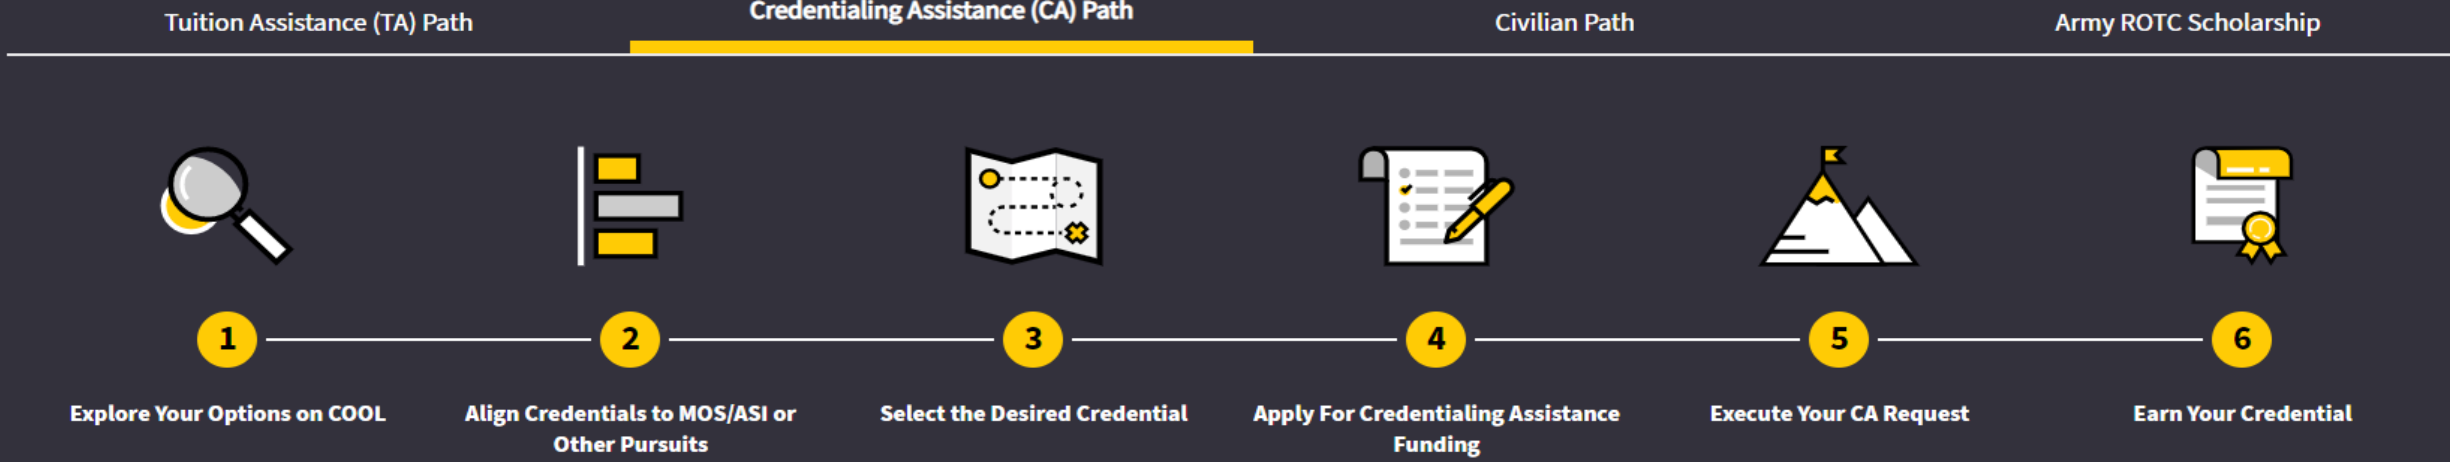 Tuition Assistance (TA) Path
Credentialing Assistance (CA) Path
Civilian Path
Army ROTC Scholarship
1
2
3
4
5
6
Explore Your Options on COOL
Align Credentials to MOS/ASI or
Other Pursuits
Select the Desired Credential
Apply For Credentialing Assistance
Funding
Execute Your CA Request
Earn Your Credential